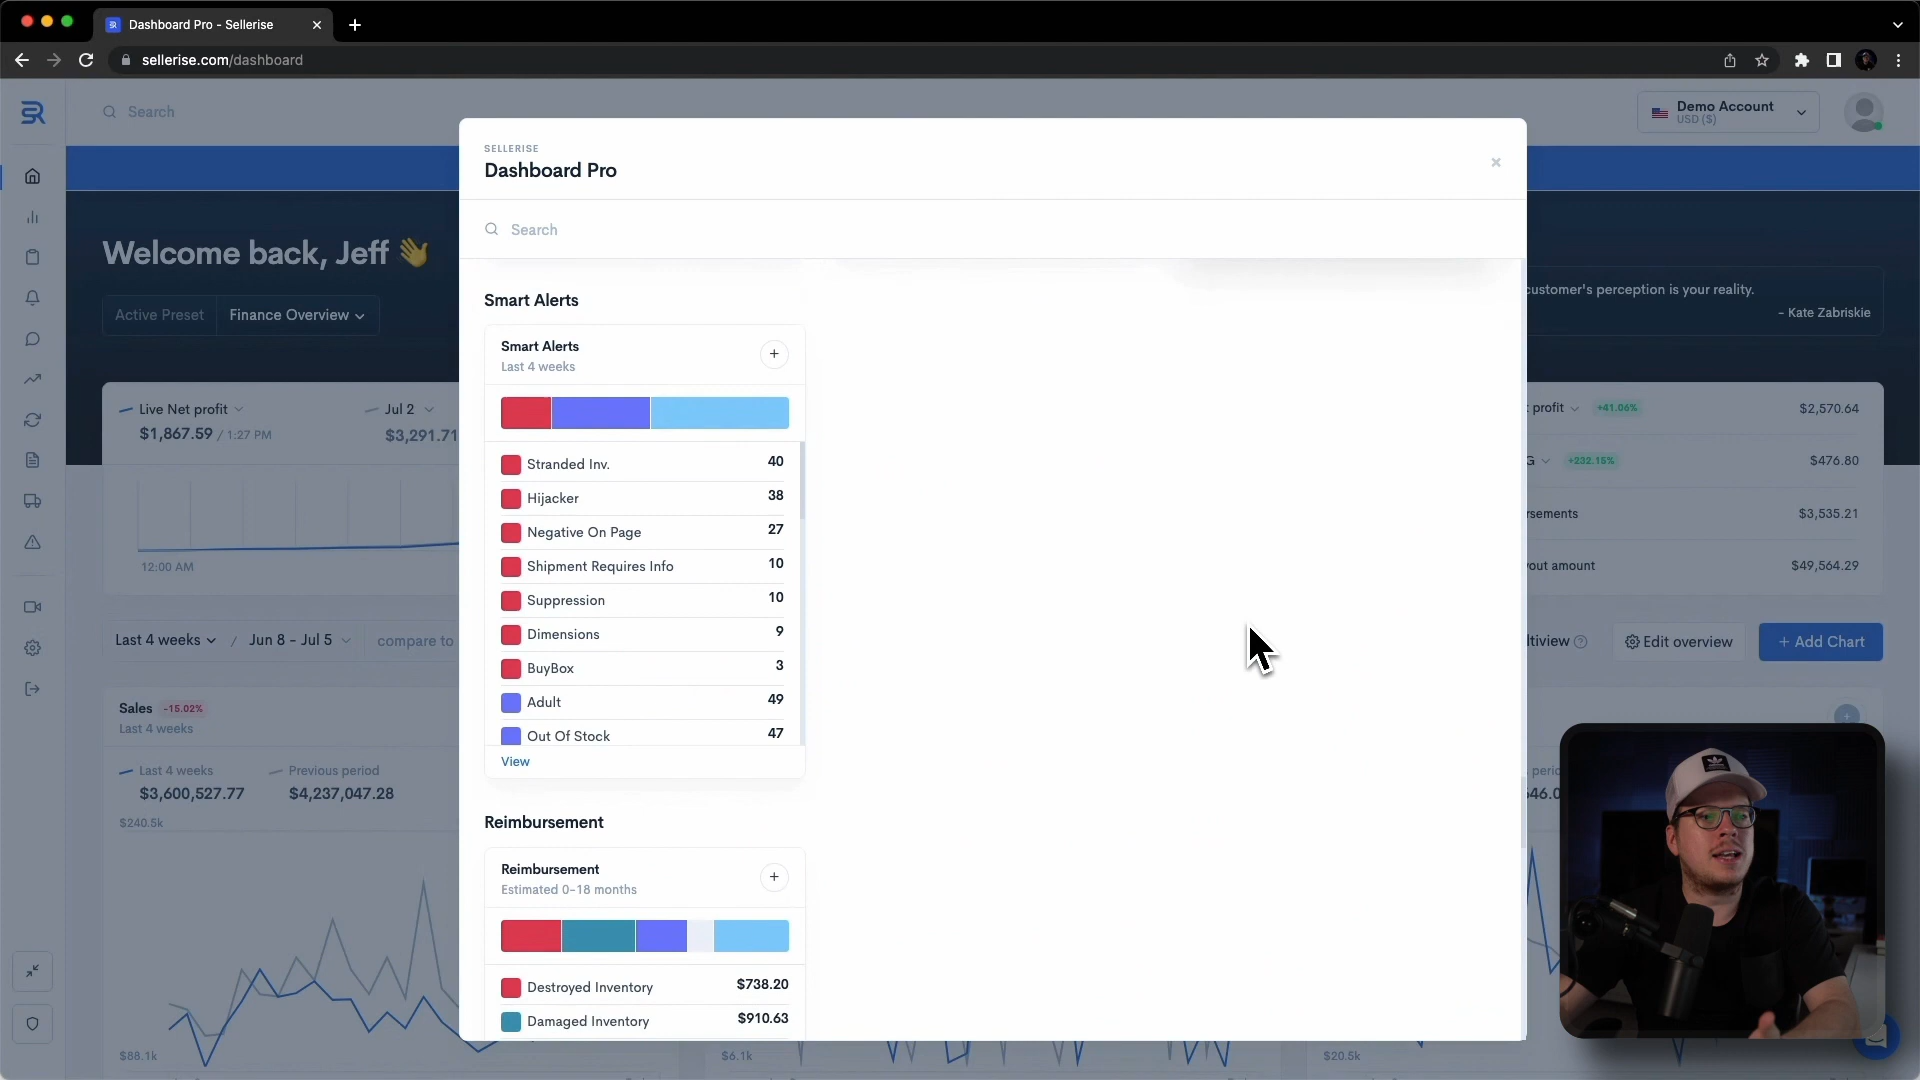 Dashboard Pro - Sellerise
sellerise.com/dashboard
Search
Demo Account
USD ($)
SELLERISE
Dashboard Pro
Search
Welcome back, Jeff 👋
Active Preset
Finance Overview
customer's perception is your reality.
- Kate Zabriskie
Live Net profit
$1,867.59 / 1:27 PM
Jul 2
$3,291.71
12:00 AM
profit
+41.06%
$2,570.64
G
+232.15%
$476.80
rsements
$3,535.21
out amount
$49,564.29
Smart Alerts
Smart Alerts
Last 4 weeks
Stranded Inv. 40
Hijacker 38
Negative On Page 27
Shipment Requires Info 10
Suppression 10
Dimensions 9
BuyBox 3
Adult 49
Out Of Stock 47
View
Reimbursement
Reimbursement
Estimated 0-18 months
Destroyed Inventory $738.20
Damaged Inventory $910.63
Last 4 weeks / Jun 8 - Jul 5
compare to
ltiview
Edit overview
+ Add Chart
Sales -15.02%
Last 4 weeks
Last 4 weeks
$3,600,527.77
Previous period
$4,237,047.28
$240.5k
$88.1k
$6.1k
$20.5k